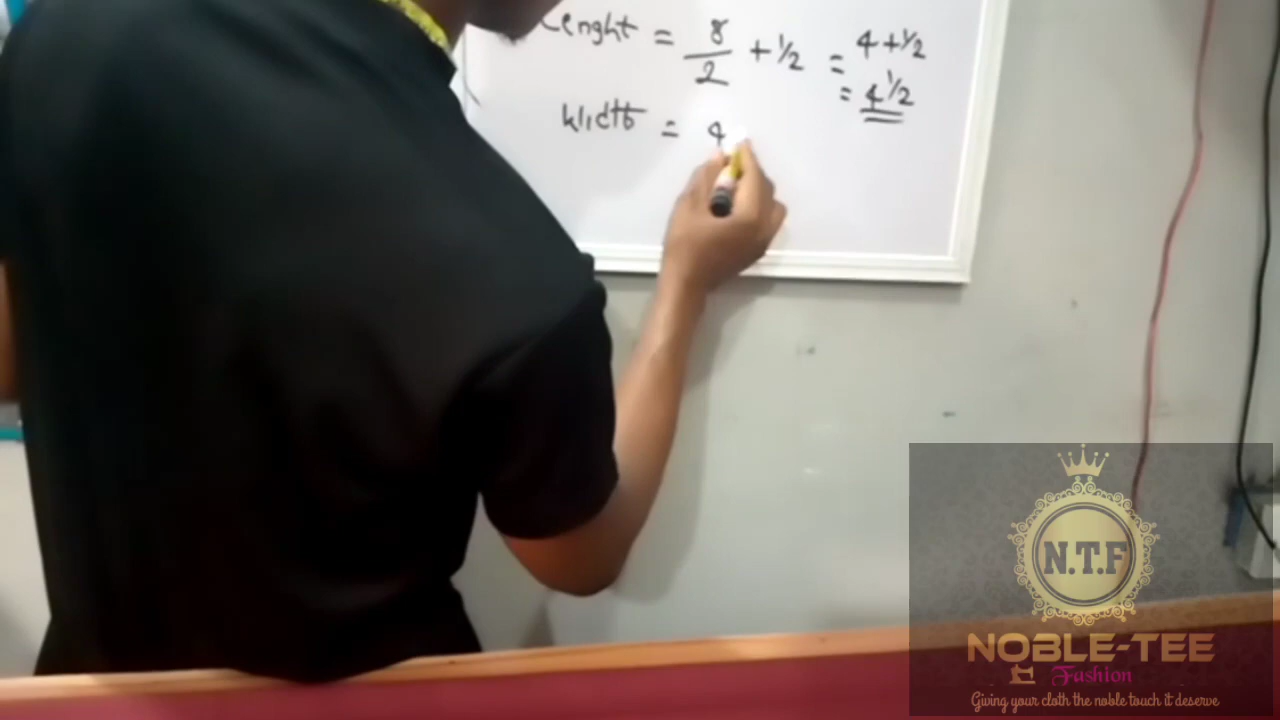 Lenght = 8/2 + 1/2 = 4+1/2
= 4 1/2
Width = 4
N.T.F
NOBLE-TEE
Fashion
Giving your cloth the noble touch it deserve